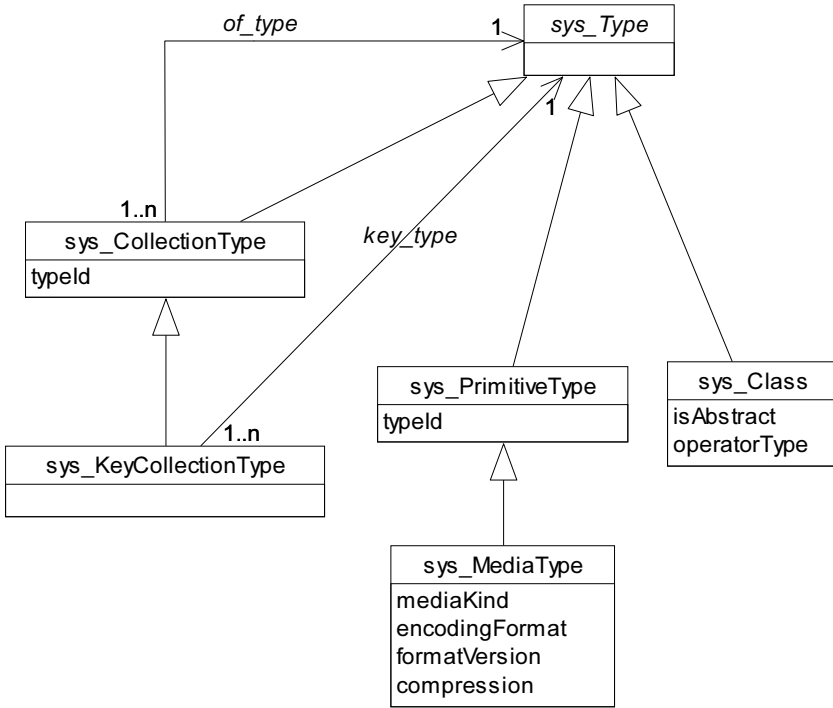 of_type
1
sys_Type
1
1..n
sys_CollectionType
typeId
key_type
sys_PrimitiveType
typeId
sys_Class
isAbstract
operatorType
1..n
sys_KeyCollectionType
sys_MediaType
mediaKind
encodingFormat
formatVersion
compression